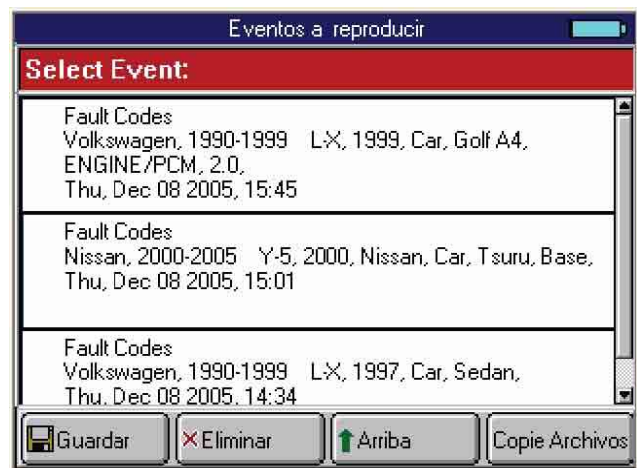 Eventos a reproducir
Select Event:
Fault Codes
Volkswagen, 1990-1999 L-X, 1999, Car, Golf A4,
ENGINE/PCM, 2.0,
Thu, Dec 08 2005, 15:45
Fault Codes
Nissan, 2000-2005 Y-5, 2000, Nissan, Car, Tsuru, Base,
Thu, Dec 08 2005, 15:01
Fault Codes
Volkswagen, 1990-1999 L-X, 1997, Car, Sedan,
Thu, Dec 08 2005, 14:34
Guardar Eliminar Arriba Copie Archivos